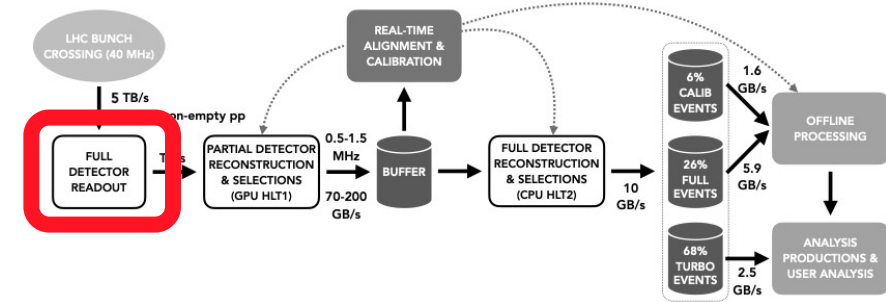 LHC BUNCH
CROSSING (40 MHz)
5 TB/s
non-empty pp
FULL
DETECTOR
READOUT
PARTIAL DETECTOR
RECONSTRUCTION
& SELECTIONS
(GPU HLT1)
0.5-1.5
MHz
70-200
GB/s
REAL-TIME
ALIGNMENT &
CALIBRATION
BUFFER
FULL DETECTOR
RECONSTRUCTION
& SELECTIONS
(CPU HLT2)
10
GB/s
6%
CALIB
EVENTS
26%
FULL
EVENTS
68%
TURBO
EVENTS
1.6
GB/s
5.9
GB/s
2.5
GB/s
OFFLINE
PROCESSING
ANALYSIS
PRODUCTIONS &
USER ANALYSIS